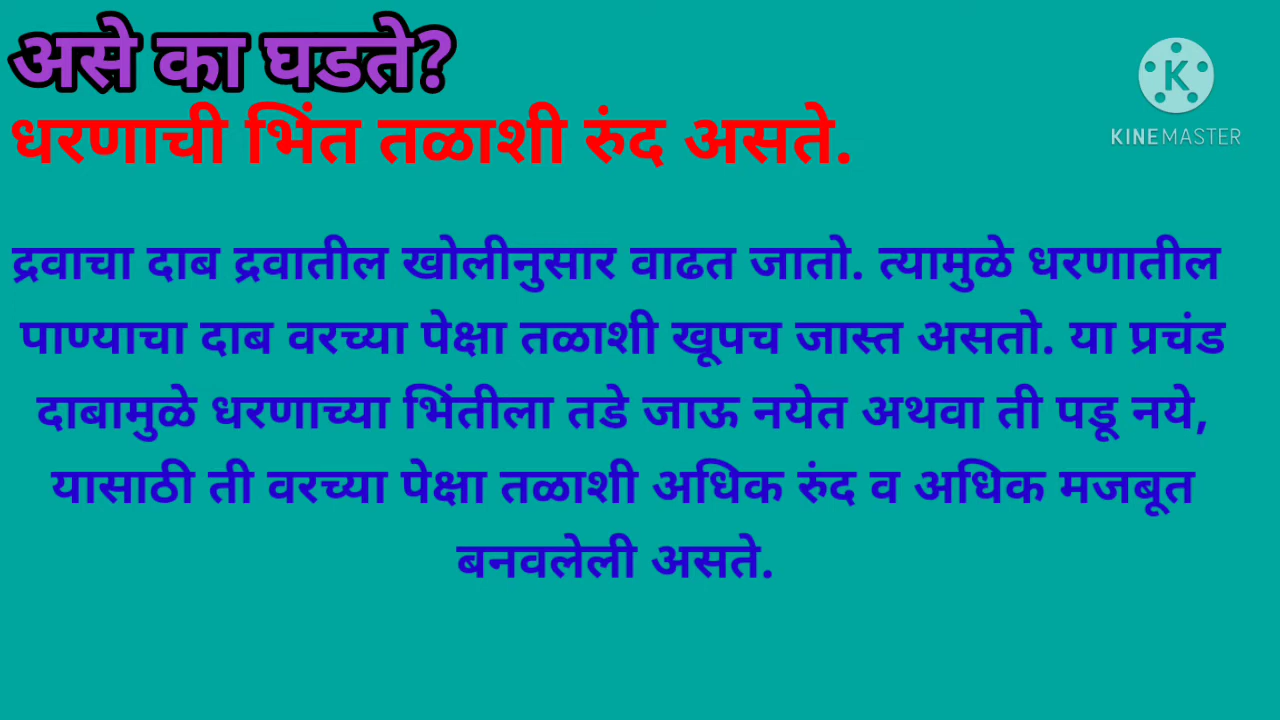 असे का घडते?
धरणाची भिंत तळाशी रुंद असते.
K
KINEMASTER
द्रवाचा दाब द्रवातील खोलीनुसार वाढत जातो. त्यामुळे धरणातील
पाण्याचा दाब वरच्या पेक्षा तळाशी खूपच जास्त असतो. या प्रचंड
दाबामुळे धरणाच्या भिंतीला तडे जाऊ नयेत अथवा ती पडू नये,
यासाठी ती वरच्या पेक्षा तळाशी अधिक रुंद व अधिक मजबूत
बनवलेली असते.